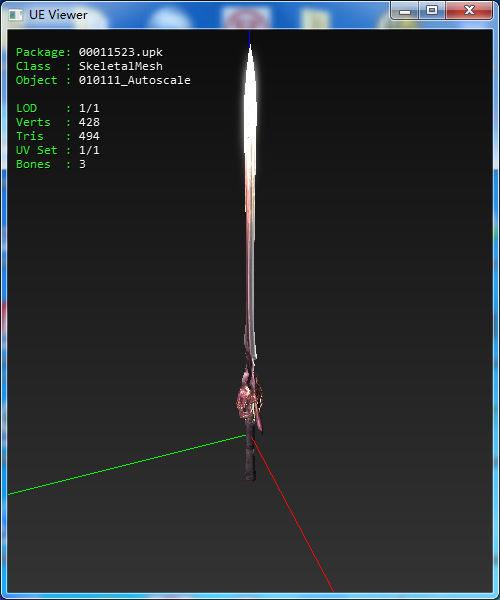 UE Viewer
Package: 00011523.upk
Class : SkeletalMesh
Object : 010111_Autoscale
LOD : 1/1
Verts : 428
Tris : 494
UV Set : 1/1
Bones : 3